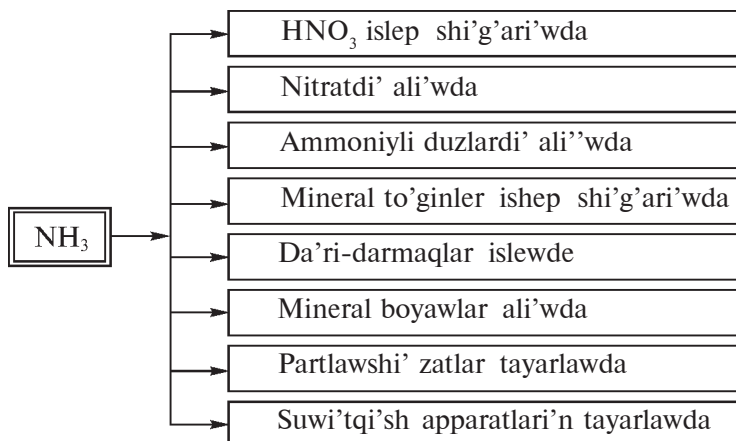 HNO₃ islep shi’g’ari’wda
Nitratdi’ ali’wda
Ammoniyli duzlardi’ ali’’wda
Mineral to’ginler ishep shi’g’ari’wda
NH₃
Da’ri-darmaqlar islewde
Mineral boyawlar ali’wda
Partlawshi’ zatlar tayarlawda
Suwi’tqi’sh apparatlari’n tayarlawda